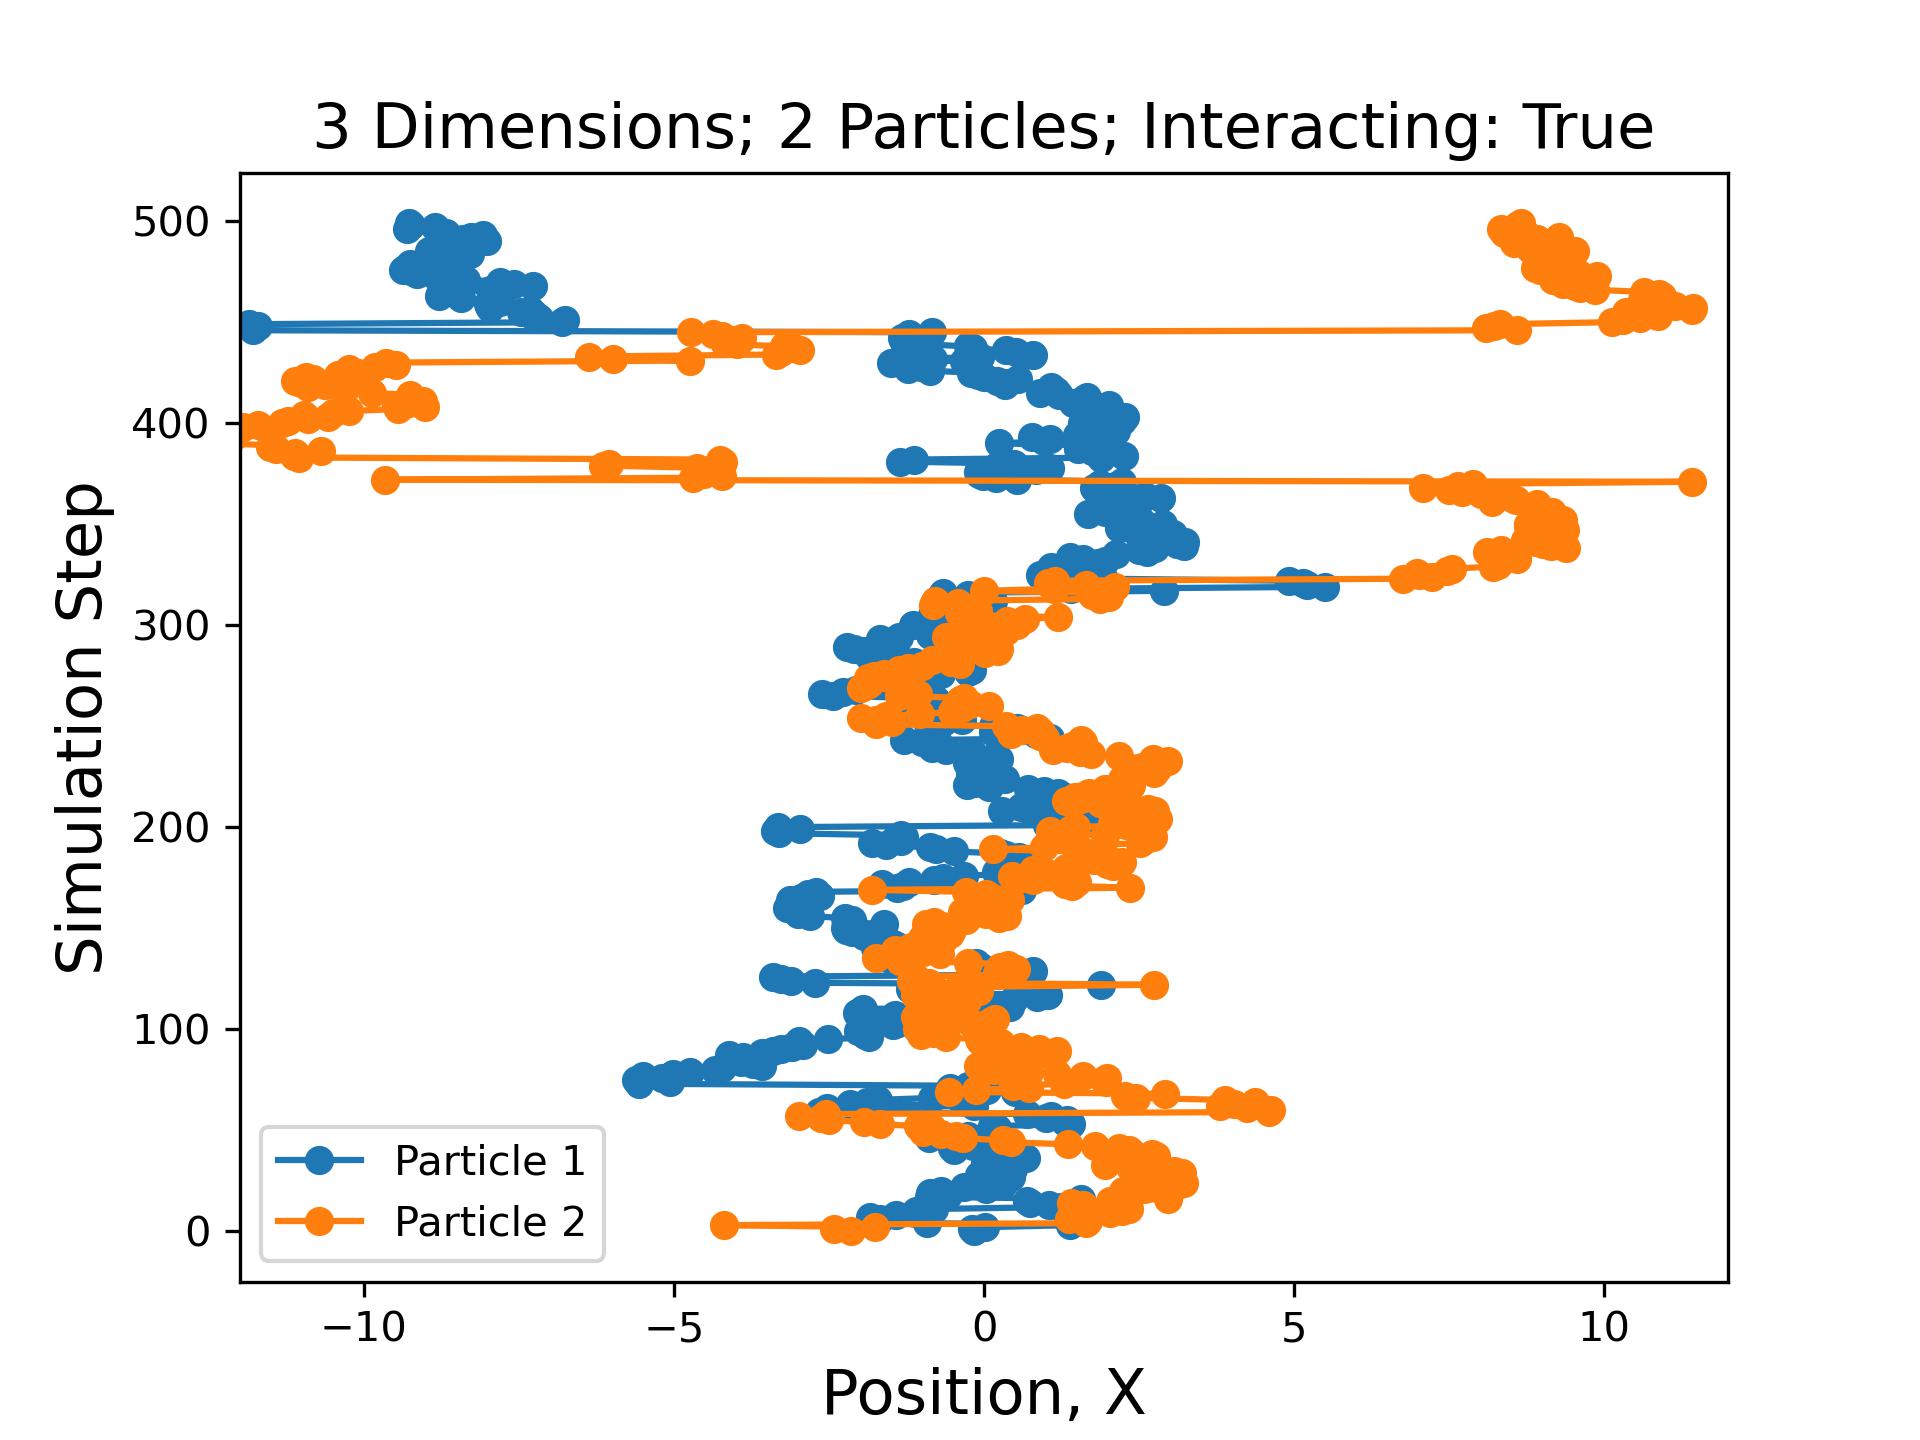 3 Dimensions; 2 Particles; Interacting: True
500
400
300
200
100
0
Simulation Step
Particle 1
Particle 2
−10 −5 0 5 10
Position, X